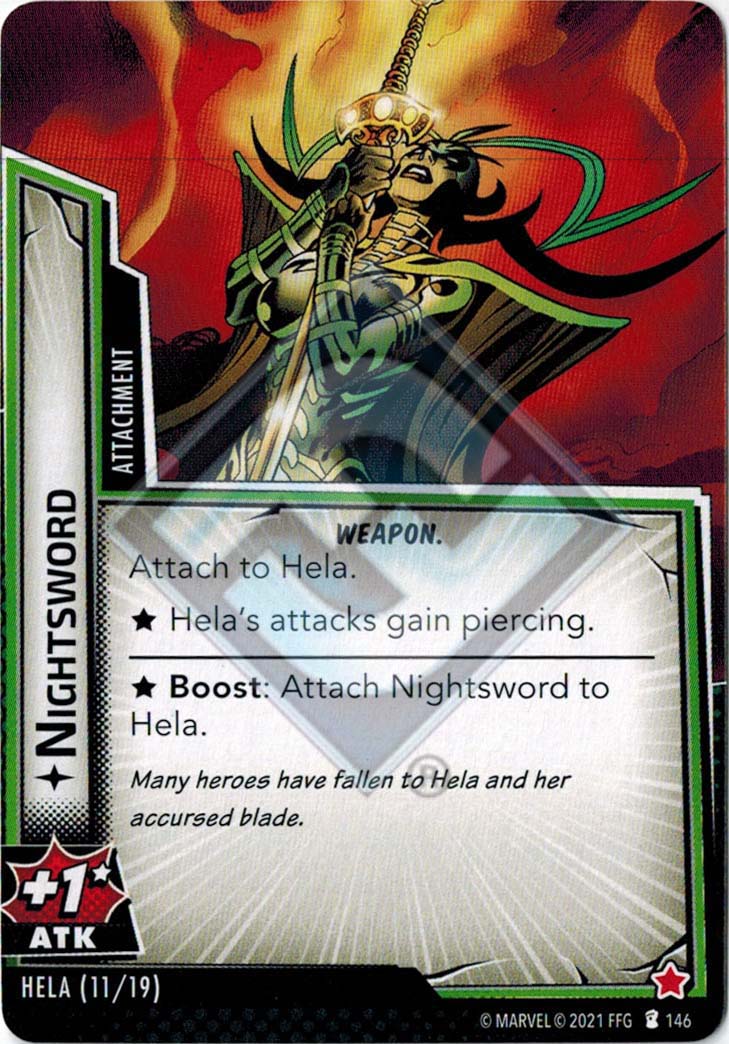 ATTACHMENT
NIGHTSWORD
WEAPON.
Attach to Hela.
★ Hela's attacks gain piercing.
★ Boost: Attach Nightsword to
Hela.
Many heroes have fallen to Hela and her
accursed blade.
+1★
ATK
HELA (11/19)
© MARVEL © 2021 FFG 146
®